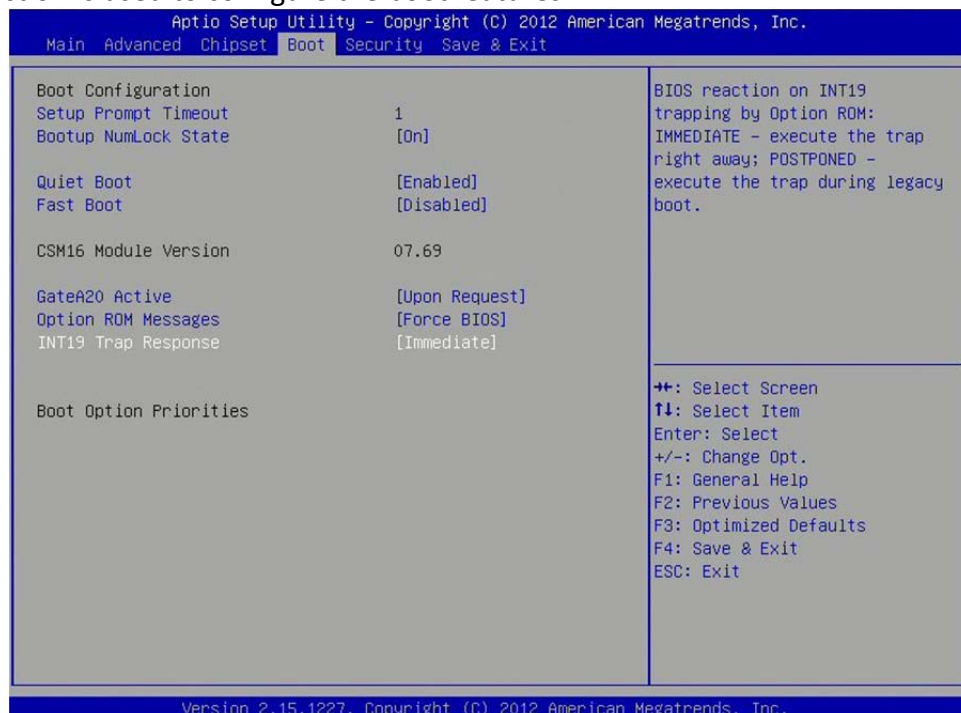 Aptio Setup Utility – Copyright (C) 2012 American Megatrends, Inc.
Main Advanced Chipset Boot Security Save & Exit
Boot Configuration
Setup Prompt Timeout 1
Bootup NumLock State [On]
Quiet Boot [Enabled]
Fast Boot [Disabled]
CSM16 Module Version 07.69
GateA20 Active [Upon Request]
Option ROM Messages [Force BIOS]
INT19 Trap Response [Immediate]
Boot Option Priorities
BIOS reaction on INT19
trapping by Option ROM:
IMMEDIATE – execute the trap
right away; POSTPONED –
execute the trap during legacy
boot.
→←: Select Screen
↑↓: Select Item
Enter: Select
+/-: Change Opt.
F1: General Help
F2: Previous Values
F3: Optimized Defaults
F4: Save & Exit
ESC: Exit
Version 2.15.1227. Copyright (C) 2012 American Megatrends, Inc.